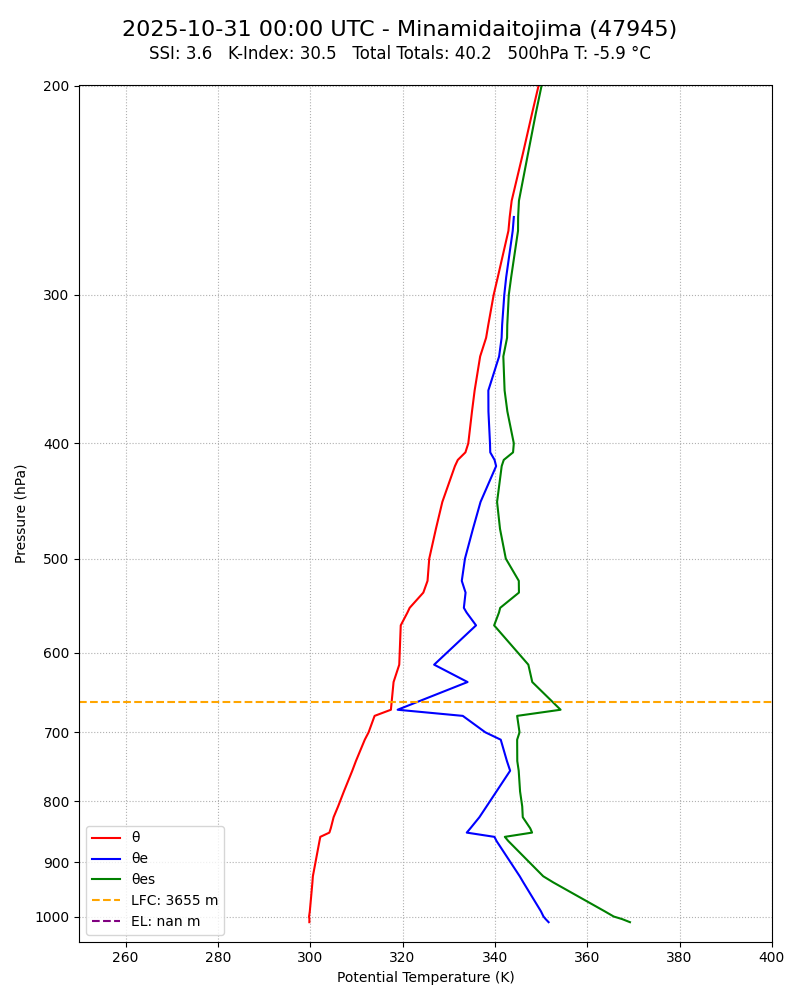 2025-10-31 00:00 UTC - Minamidaitojima (47945)
SSI: 3.6   K-Index: 30.5   Total Totals: 40.2   500hPa T: -5.9 °C
200
300
400
500
600
700
800
900
1000
Pressure (hPa)
θ
θe
θes
LFC: 3655 m
EL: nan m
260
280
300
320
340
360
380
400
Potential Temperature (K)